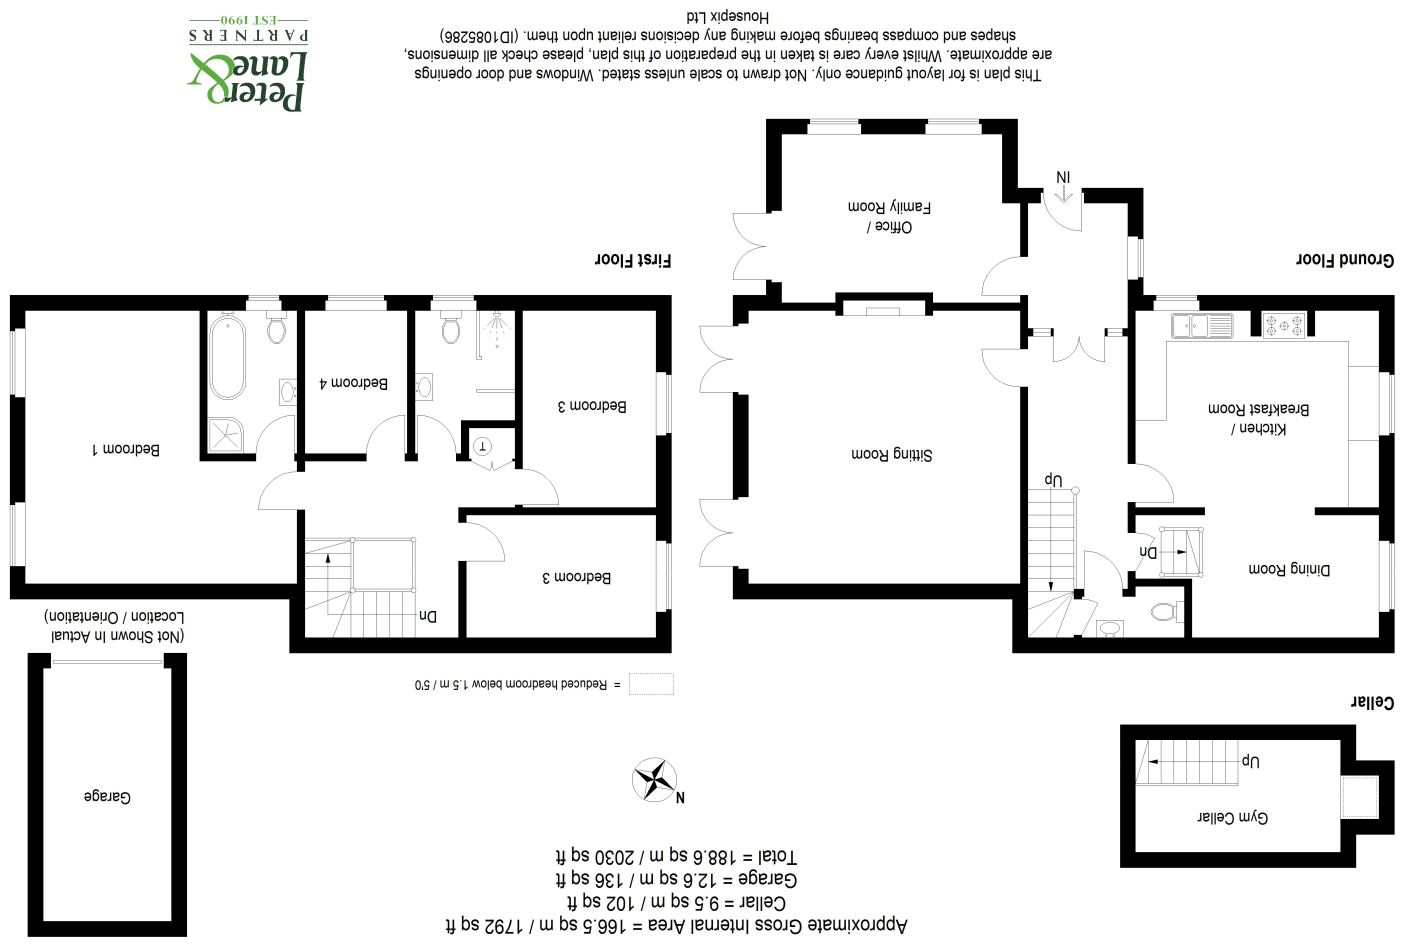 Approximate Gross Internal Area = 166.5 sq m / 1792 sq ft
Cellar = 9.5 sq m / 102 sq ft
Garage = 12.6 sq m / 136 sq ft
Total = 188.6 sq m / 2030 sq ft
Gym Cellar
Up
Cellar
N
Garage
= Reduced headroom below 1.5 m / 5'0
(Not Shown In Actual
Location / Orientation)
Dining Room
Dn
Kitchen /
Breakfast Room
Up
Sitting Room
Office /
Family Room
IN
Ground Floor
Dn
Bedroom 3
Bedroom 3
T
Bedroom 4
Bedroom 1
First Floor
This plan is for layout guidance only. Not drawn to scale unless stated. Windows and door openings
are approximate. Whilst every care is taken in the preparation of this plan, please check all dimensions,
shapes and compass bearings before making any decisions reliant upon them. (ID1085286)
Housepix Ltd
Peter &
Lane
PARTNERS
EST 1990